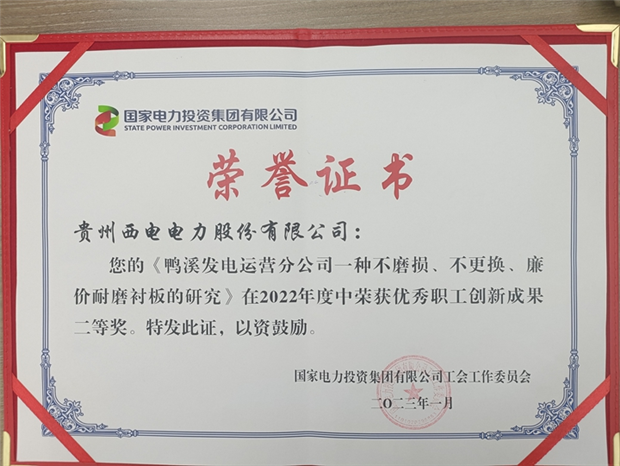 国家电力投资集团有限公司
STATE POWER INVESTMENT CORPORATION LIMITED
荣誉证书
贵州西电电力股份有限公司：
您的《鸭溪发电运营分公司一种不磨损、不更换、廉
价耐磨衬板的研究》在2022年度中荣获优秀职工创新成果
二等奖。特发此证，以资鼓励。
国家电力投资集团有限公司工会工作委员会
二〇二三年一月